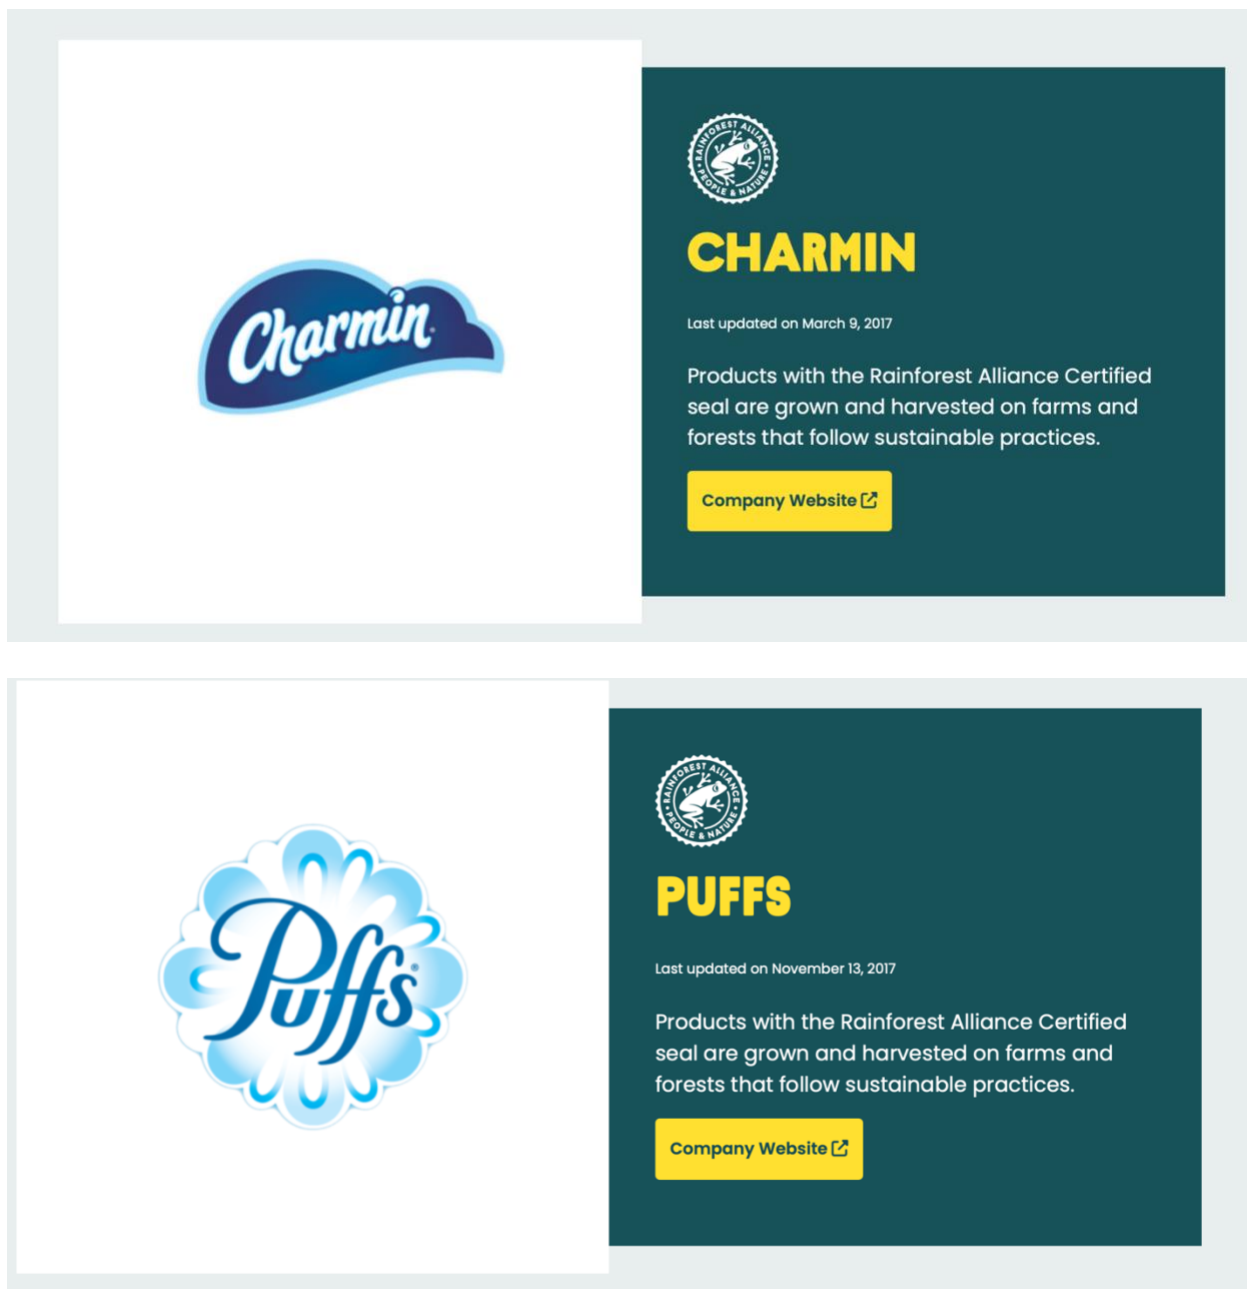 Charmin
RAINFOREST ALLIANCE
PEOPLE & NATURE
CHARMIN
Last updated on March 9, 2017
Products with the Rainforest Alliance Certified
seal are grown and harvested on farms and
forests that follow sustainable practices.
Company Website
Puffs®
RAINFOREST ALLIANCE
PEOPLE & NATURE
PUFFS
Last updated on November 13, 2017
Products with the Rainforest Alliance Certified
seal are grown and harvested on farms and
forests that follow sustainable practices.
Company Website